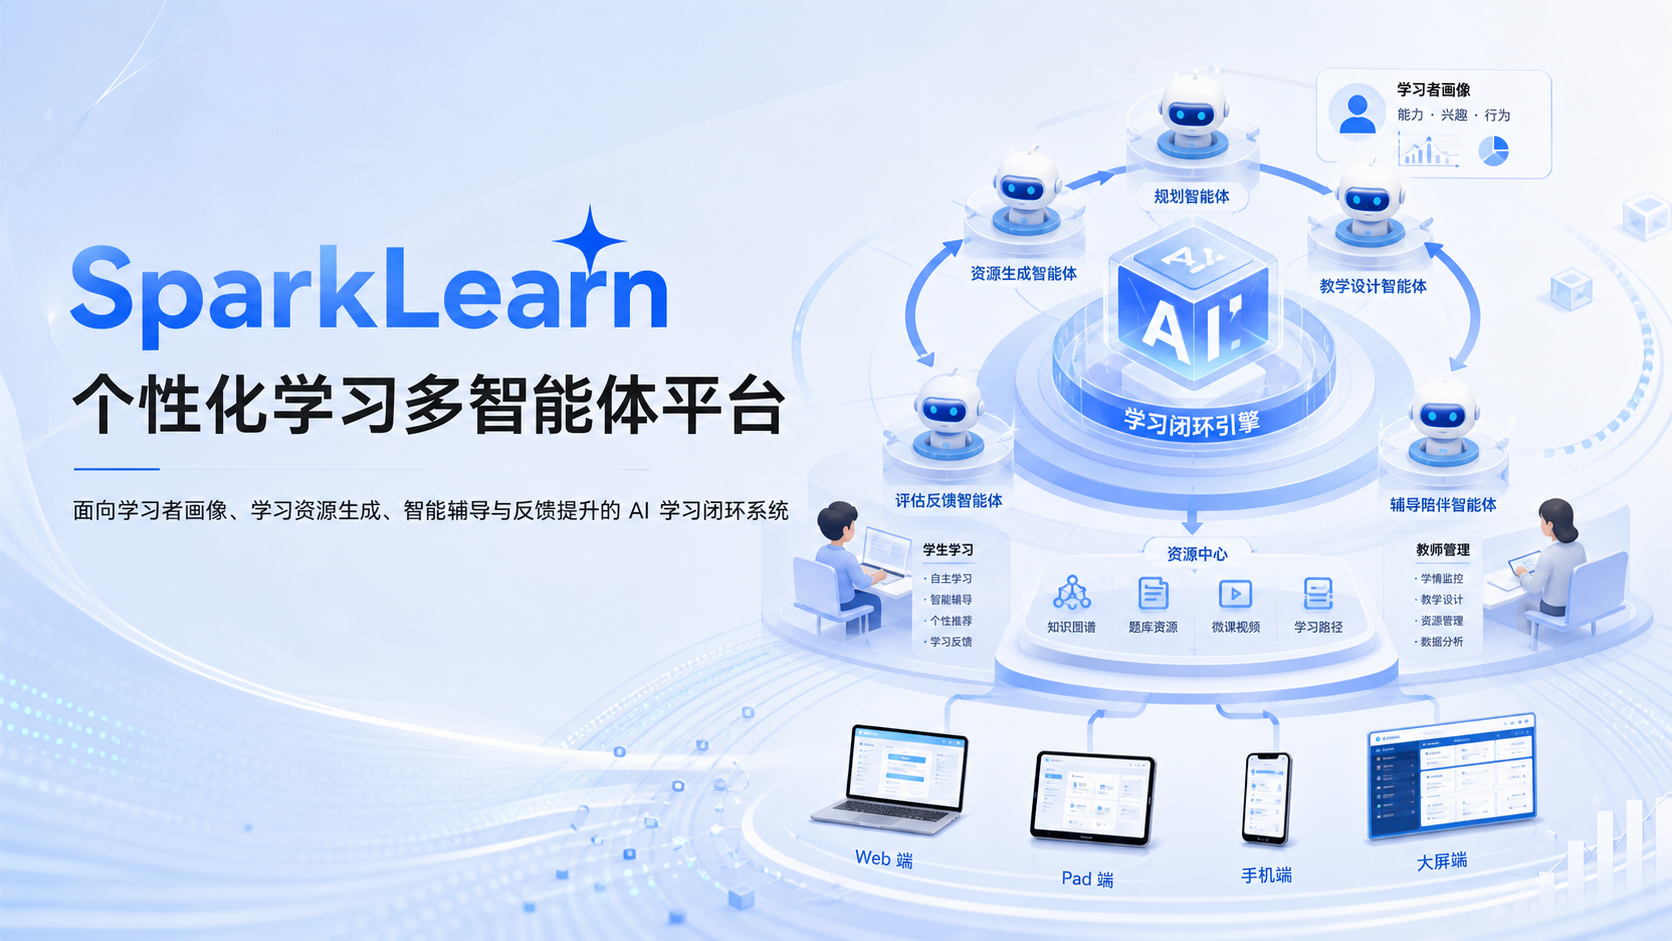 SparkLearn
个性化学习多智能体平台
面向学习者画像、学习资源生成、智能辅导与反馈提升的 AI 学习闭环系统
学习者画像
能力 · 兴趣 · 行为
规划智能体
资源生成智能体
教学设计智能体
AI
AI
学习闭环引擎
评估反馈智能体
辅导陪伴智能体
学生学习
· 自主学习
· 智能辅导
· 个性推荐
· 学习反馈
资源中心
知识图谱
题库资源
微课视频
学习路径
教师管理
· 学情监控
· 教学设计
· 资源管理
· 数据分析
Web 端
Pad 端
手机端
大屏端